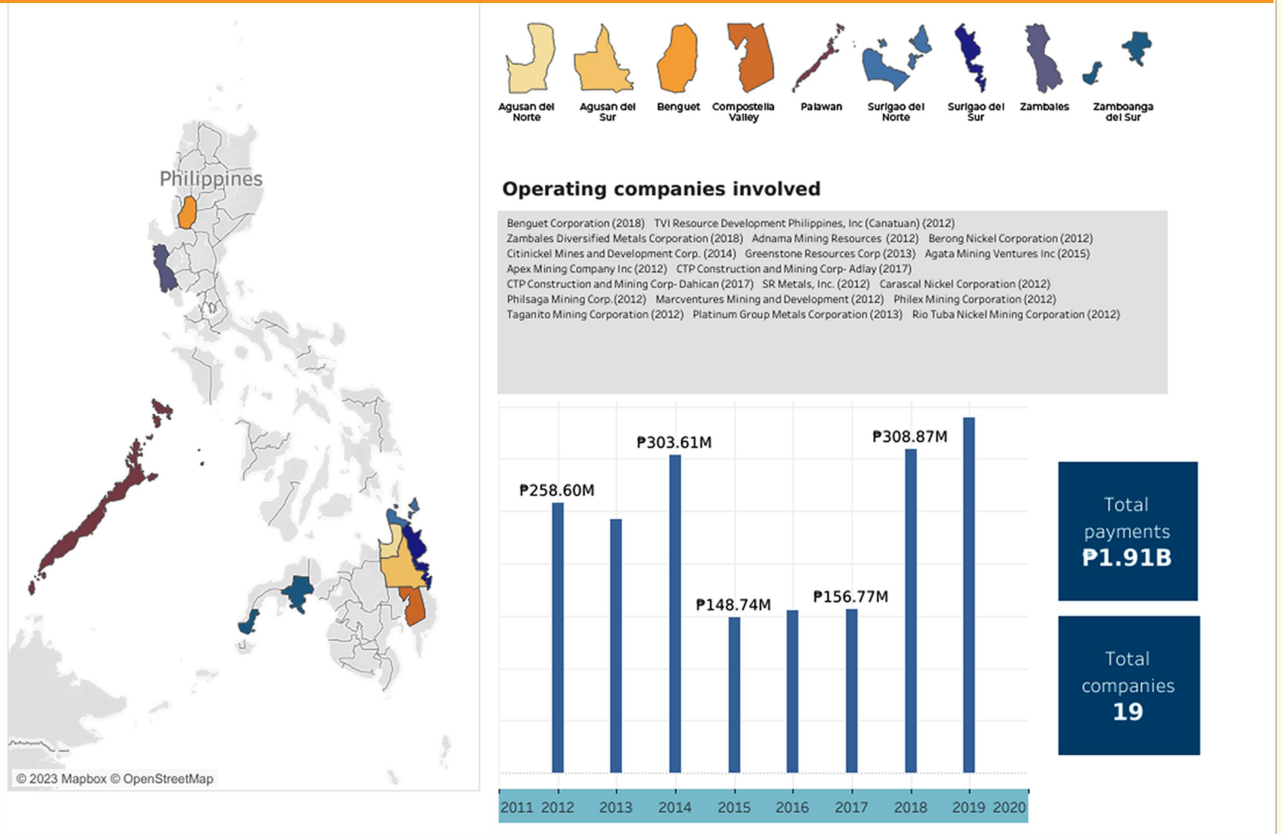 Agusan del Norte
Agusan del Sur
Benguet
Compostella Valley
Palawan
Surigao del Norte
Surigao del Sur
Zambales
Zamboanga del Sur
Philippines
Operating companies involved
Benguet Corporation (2018) TVI Resource Development Philippines, Inc (Canatuan) (2012)
Zambales Diversified Metals Corporation (2018) Adnama Mining Resources (2012) Berong Nickel Corporation (2012)
Citinickel Mines and Development Corp. (2014) Greenstone Resources Corp (2013) Agata Mining Ventures Inc (2015)
Apex Mining Company Inc (2012) CTP Construction and Mining Corp- Adlay (2017)
CTP Construction and Mining Corp- Dahican (2017) SR Metals, Inc. (2012) Carascal Nickel Corporation (2012)
Philsaga Mining Corp.(2012) Marcventures Mining and Development (2012) Philex Mining Corporation (2012)
Taganito Mining Corporation (2012) Platinum Group Metals Corporation (2013) Rio Tuba Nickel Mining Corporation (2012)
₱258.60M
₱303.61M
₱148.74M
₱156.77M
₱308.87M
2011 2012 2013 2014 2015 2016 2017 2018 2019 2020
Total
payments
₱1.91B
Total
companies
19
© 2023 Mapbox © OpenStreetMap